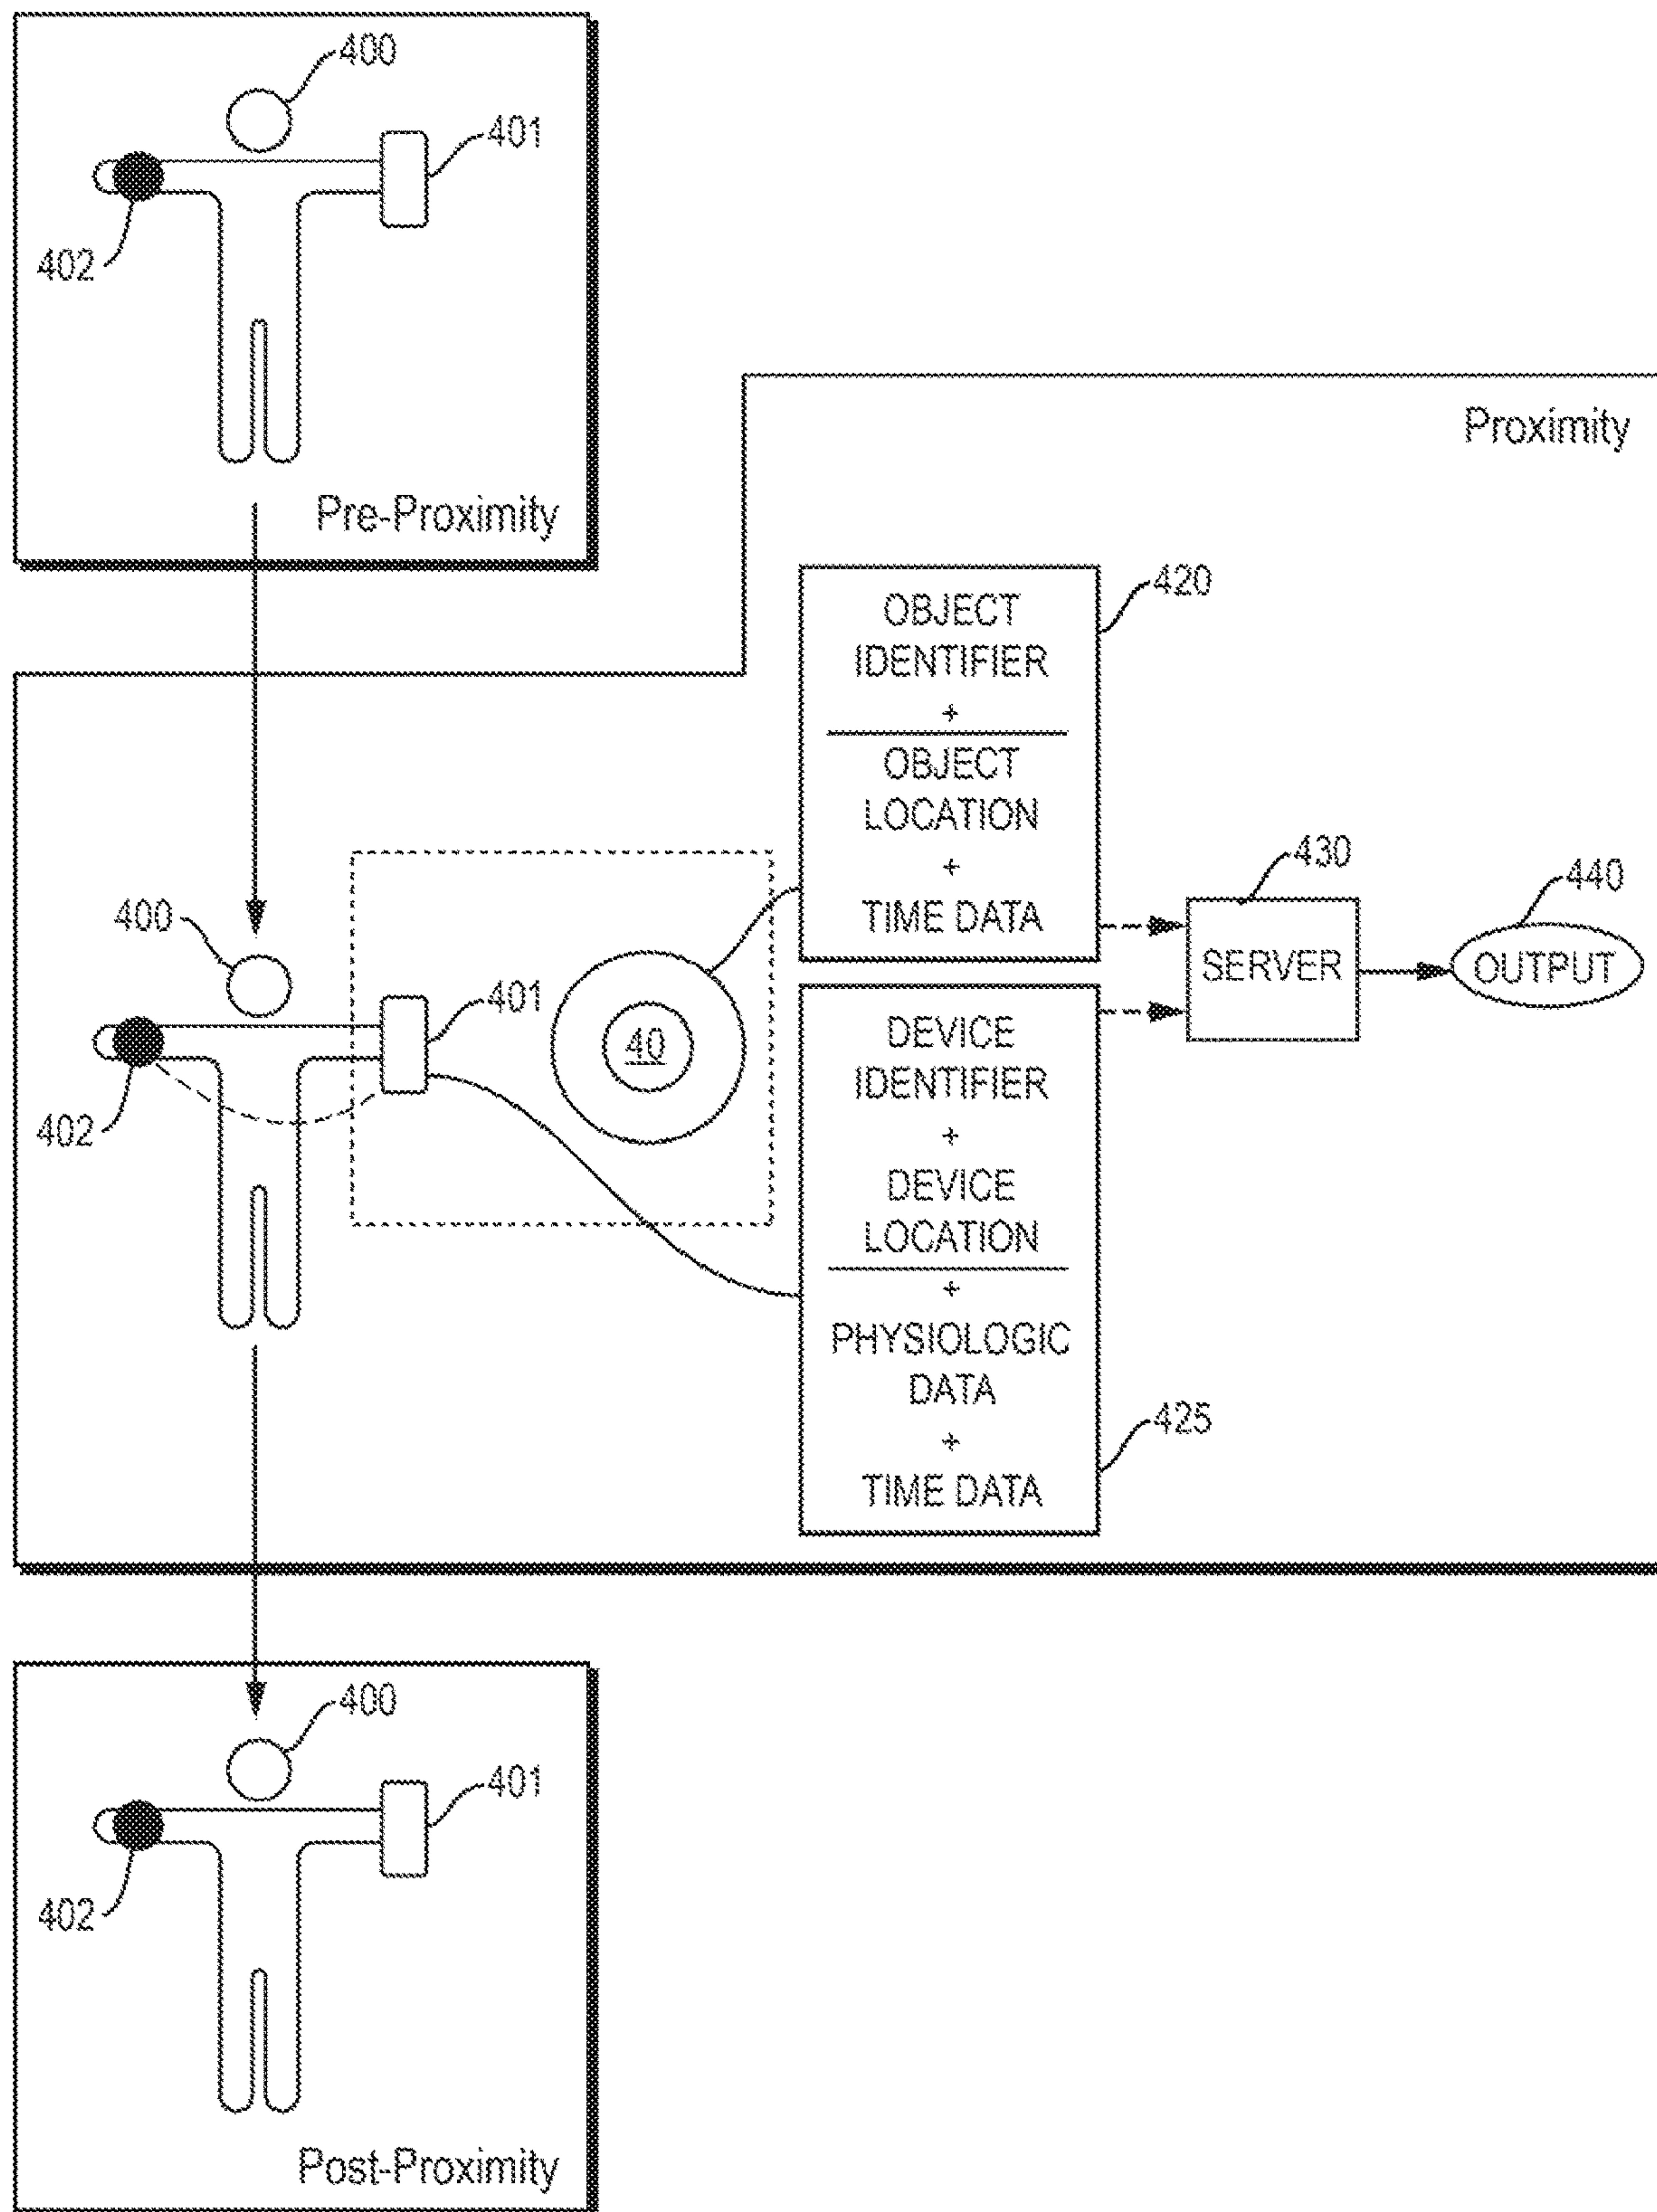 400
401
402
Pre-Proximity
Proximity
420
OBJECT
IDENTIFIER
+
OBJECT
LOCATION
+
TIME DATA
430
SERVER
440
OUTPUT
400
401
402
40
DEVICE
IDENTIFIER
+
DEVICE
LOCATION
+
PHYSIOLOGIC
DATA
+
TIME DATA
425
400
401
402
Post-Proximity